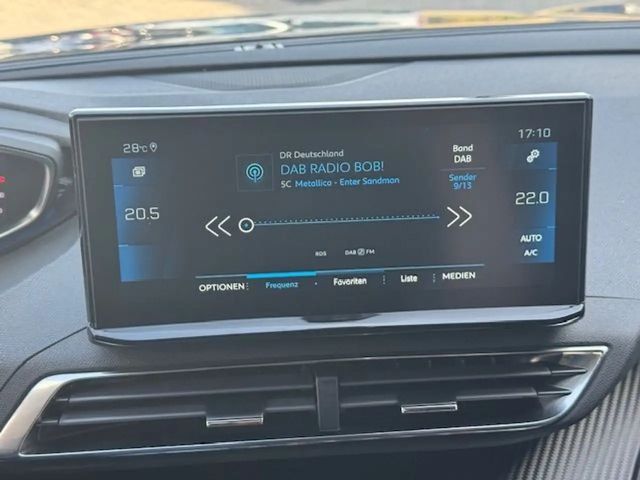 28°C
17:10
DR Deutschland
DAB RADIO BOB!
5C Metallica - Enter Sandman
Band
DAB
Sender
9/13
20.5
22.0
AUTO
A/C
RDS
DAB FM
OPTIONEN
Frequenz
Favoriten
Liste
MEDIEN